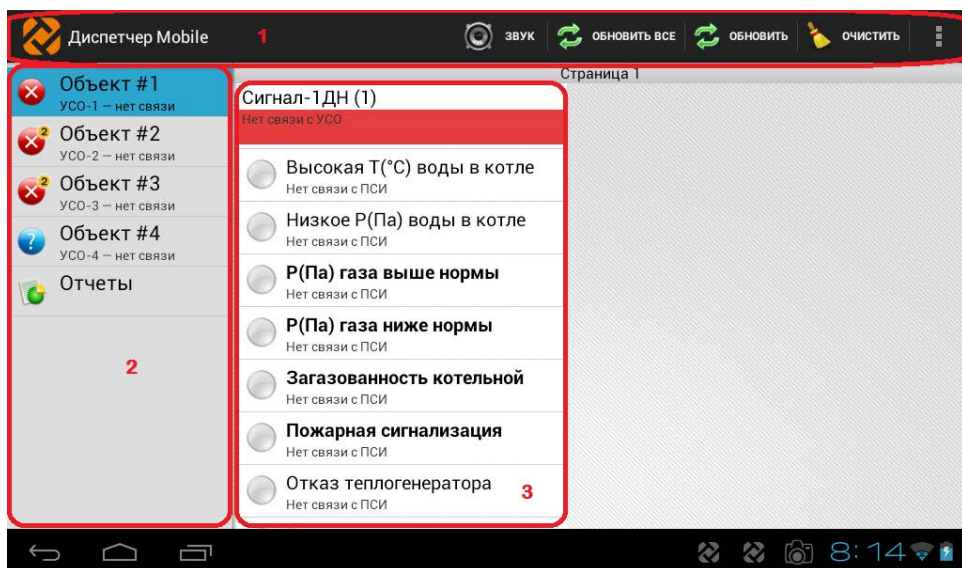 Диспетчер Mobile
1
ЗВУК
ОБНОВИТЬ ВСЕ
ОБНОВИТЬ
ОЧИСТИТЬ
Объект #1
УСО-1 — нет связи
2
Объект #2
УСО-2 — нет связи
2
Объект #3
УСО-3 — нет связи
?
Объект #4
УСО-4 — нет связи
Отчеты
2
Страница 1
Сигнал-1ДН (1)
Нет связи с УСО
Высокая Т(°С) воды в котле
Нет связи с ПСИ
Низкое Р(Па) воды в котле
Нет связи с ПСИ
Р(Па) газа выше нормы
Нет связи с ПСИ
Р(Па) газа ниже нормы
Нет связи с ПСИ
Загазованность котельной
Нет связи с ПСИ
Пожарная сигнализация
Нет связи с ПСИ
Отказ теплогенератора
Нет связи с ПСИ
3
8:14